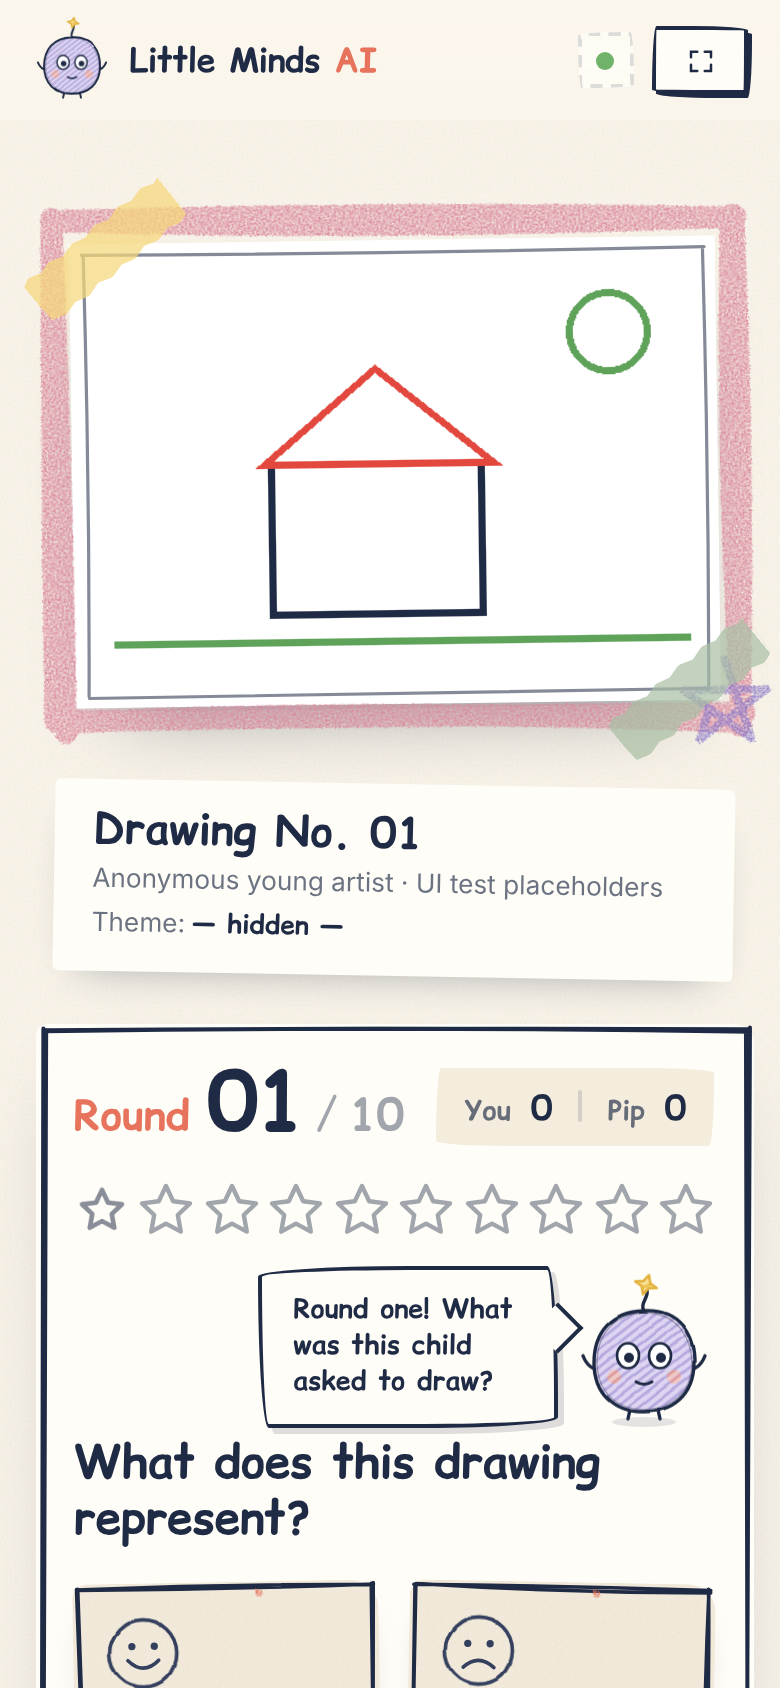 Little Minds AI
Drawing No. 01
Anonymous young artist · UI test placeholders
Theme: — hidden —
Round 01 / 10
You 0 | Pip 0
Round one! What
was this child
asked to draw?
What does this drawing
represent?